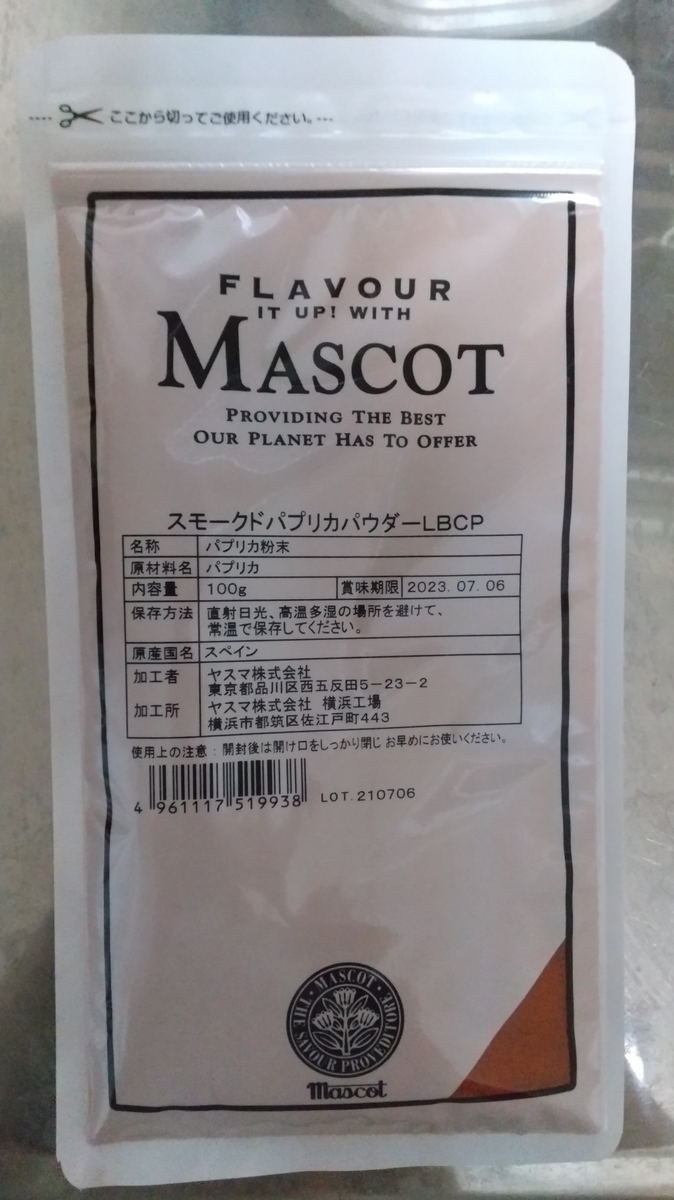 ここから切ってご使用ください。
FLAVOUR
IT UP! WITH
MASCOT
PROVIDING THE BEST
OUR PLANET HAS TO OFFER
スモークドパプリカパウダーLBCP
名称 パプリカ粉末
原材料名 パプリカ
内容量 100g 賞味期限 2023.07.06
保存方法 直射日光、高温多湿の場所を避けて、
常温で保存してください。
原産国名 スペイン
加工者 ヤスマ株式会社
東京都品川区西五反田5-23-2
加工所 ヤスマ株式会社 横浜工場
横浜市都筑区佐江戸町443
使用上の注意:開封後は開け口をしっかり閉じ お早めにお使いください。
4 961117 519938 LOT.210706
・MASCOT・
THE SAVOUR PROVEDITORE
mascot